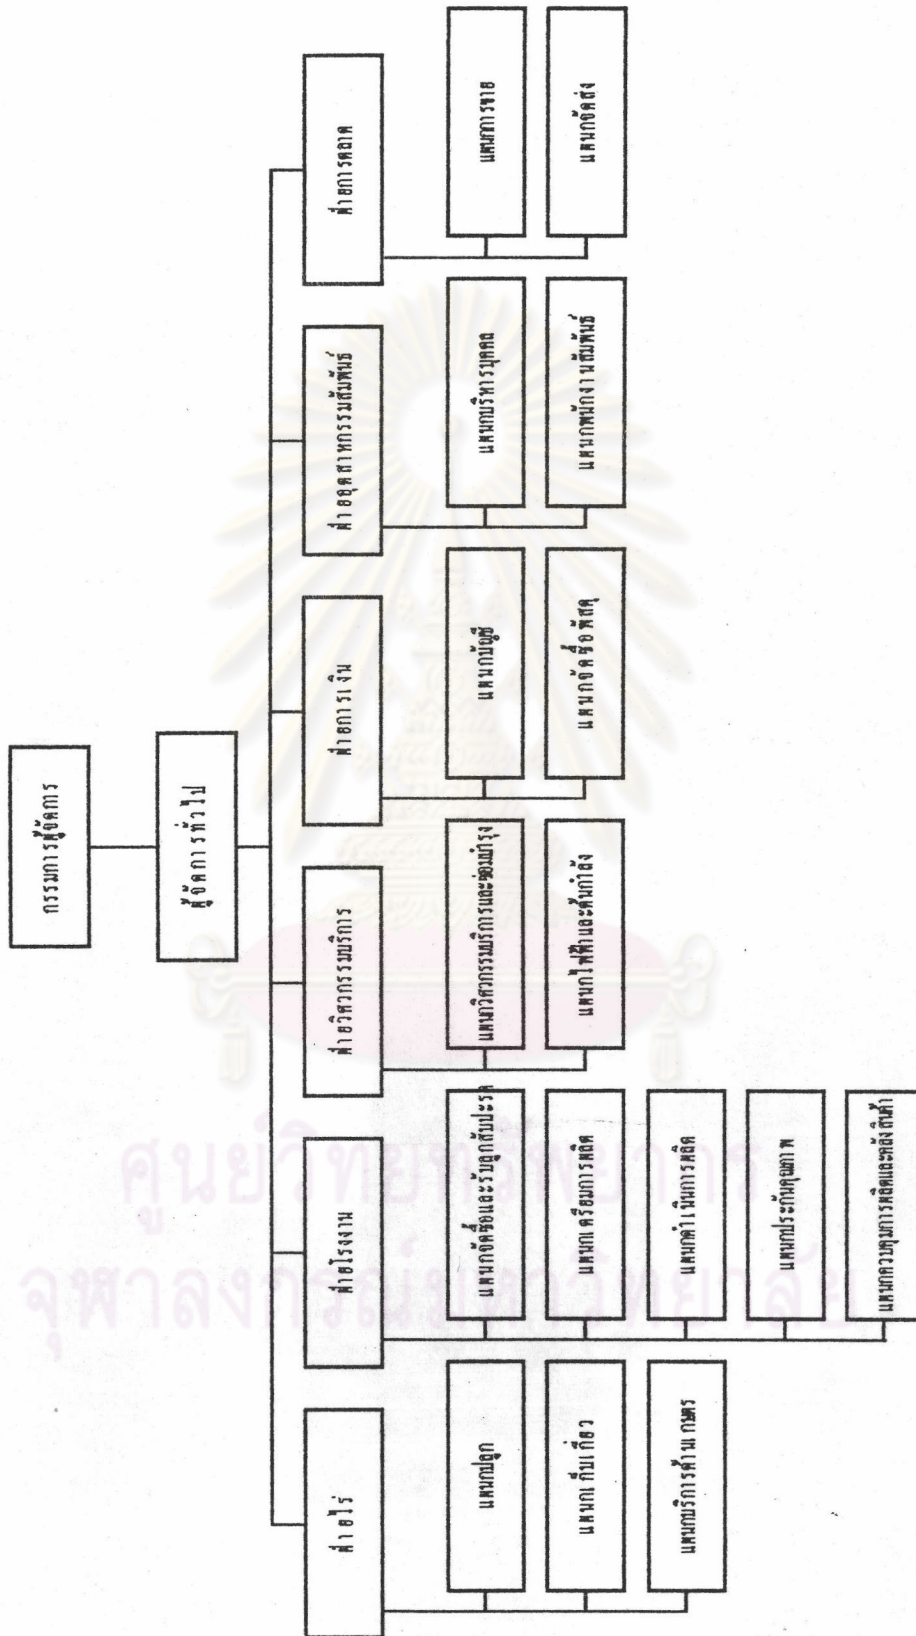 กรรมการผู้จัดการ
ผู้จัดการทั่วไป
ฝ่ายไร่
ฝ่ายโรงงาน
ฝ่ายวิศวกรรมบริการ
ฝ่ายการเงิน
ฝ่ายอุตสาหกรรมสัมพันธ์
ฝ่ายการตลาด
แผนกปลูก
แผนกเก็บเกี่ยว
แผนกบริการด้านเกษตร
แผนกจัดซื้อและรับลูกสับปะรด
แผนกเตรียมการผลิต
แผนกดำเนินการผลิต
แผนกประกันคุณภาพ
แผนกควบคุมการผลิตและคลังสินค้า
แผนกวิศวกรรมบริการและซ่อมบำรุง
แผนกไฟฟ้าและต้นกำลัง
แผนกบัญชี
แผนกจัดซื้อพัสดุ
แผนกบริหารบุคคล
แผนกพนักงานสัมพันธ์
แผนกการขาย
แผนกจัดส่ง
ศูนย์วิทยทรัพยากร
จุฬาลงกรณ์มหาวิทยาลัย